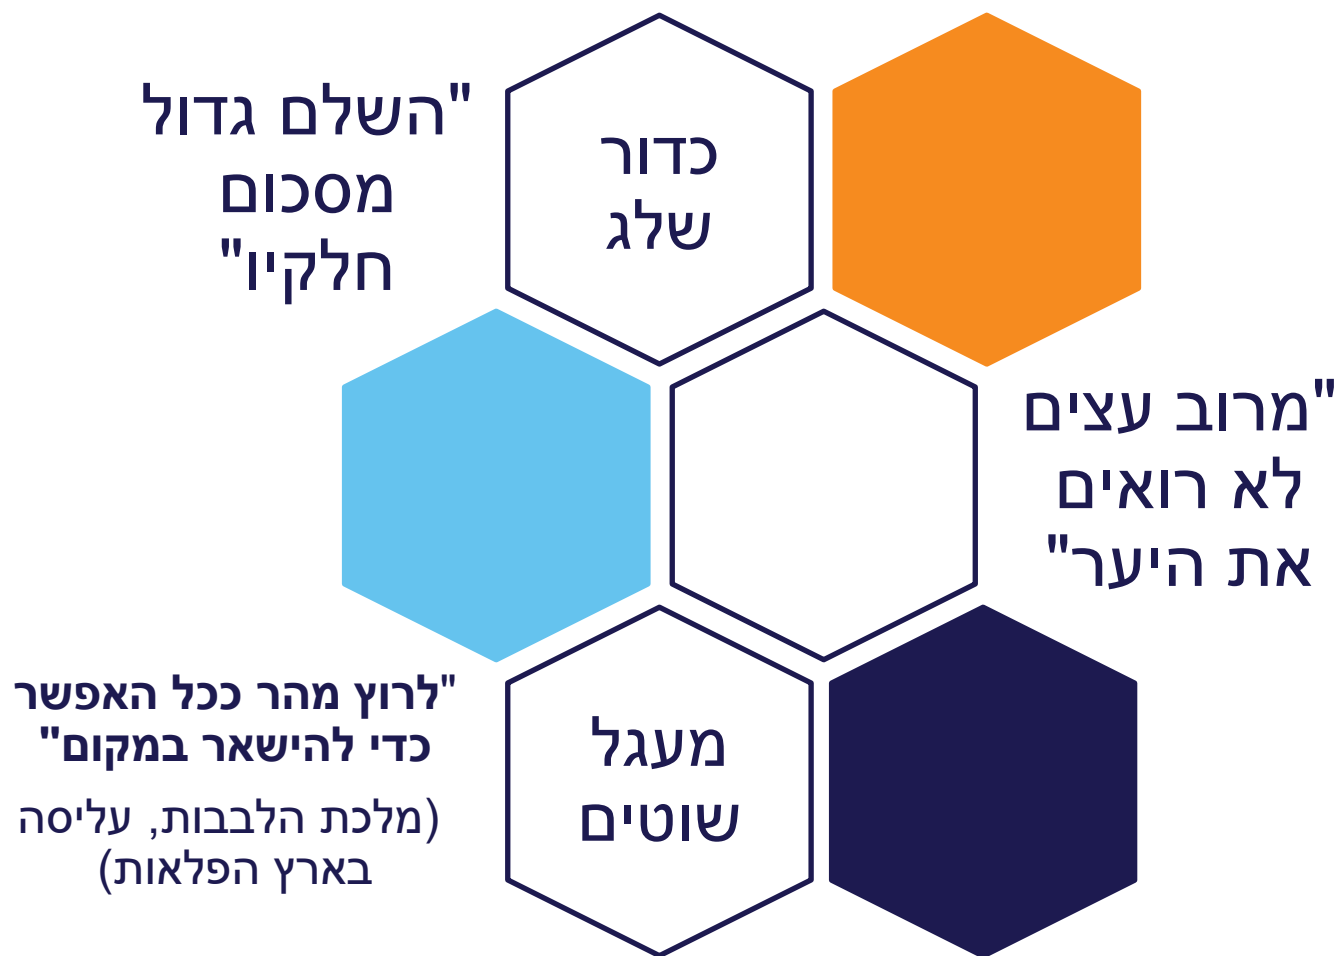 "השלם גדול
מסכום
חלקיו"
כדור
שלג
"מרוב עצים
לא רואים
את היער"
"לרוץ מהר ככל האפשר
כדי להישאר במקום"
(מלכת הלבבות, עליסה
בארץ הפלאות)
מעגל
שוטים